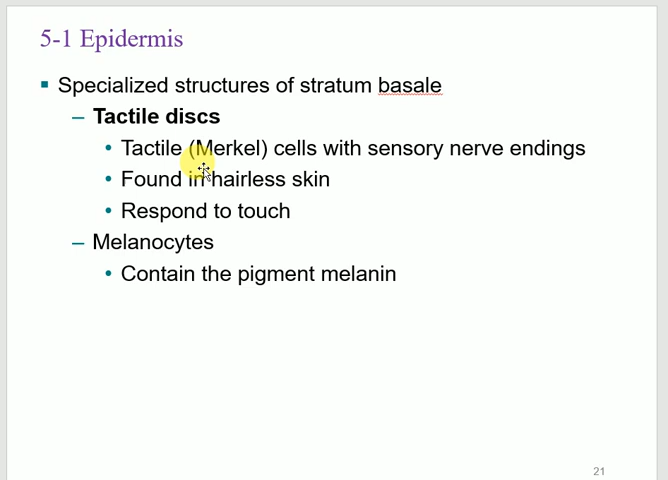 5-1 Epidermis
▪ Specialized structures of stratum basale
– Tactile discs
• Tactile (Merkel) cells with sensory nerve endings
• Found in hairless skin
• Respond to touch
– Melanocytes
• Contain the pigment melanin
21